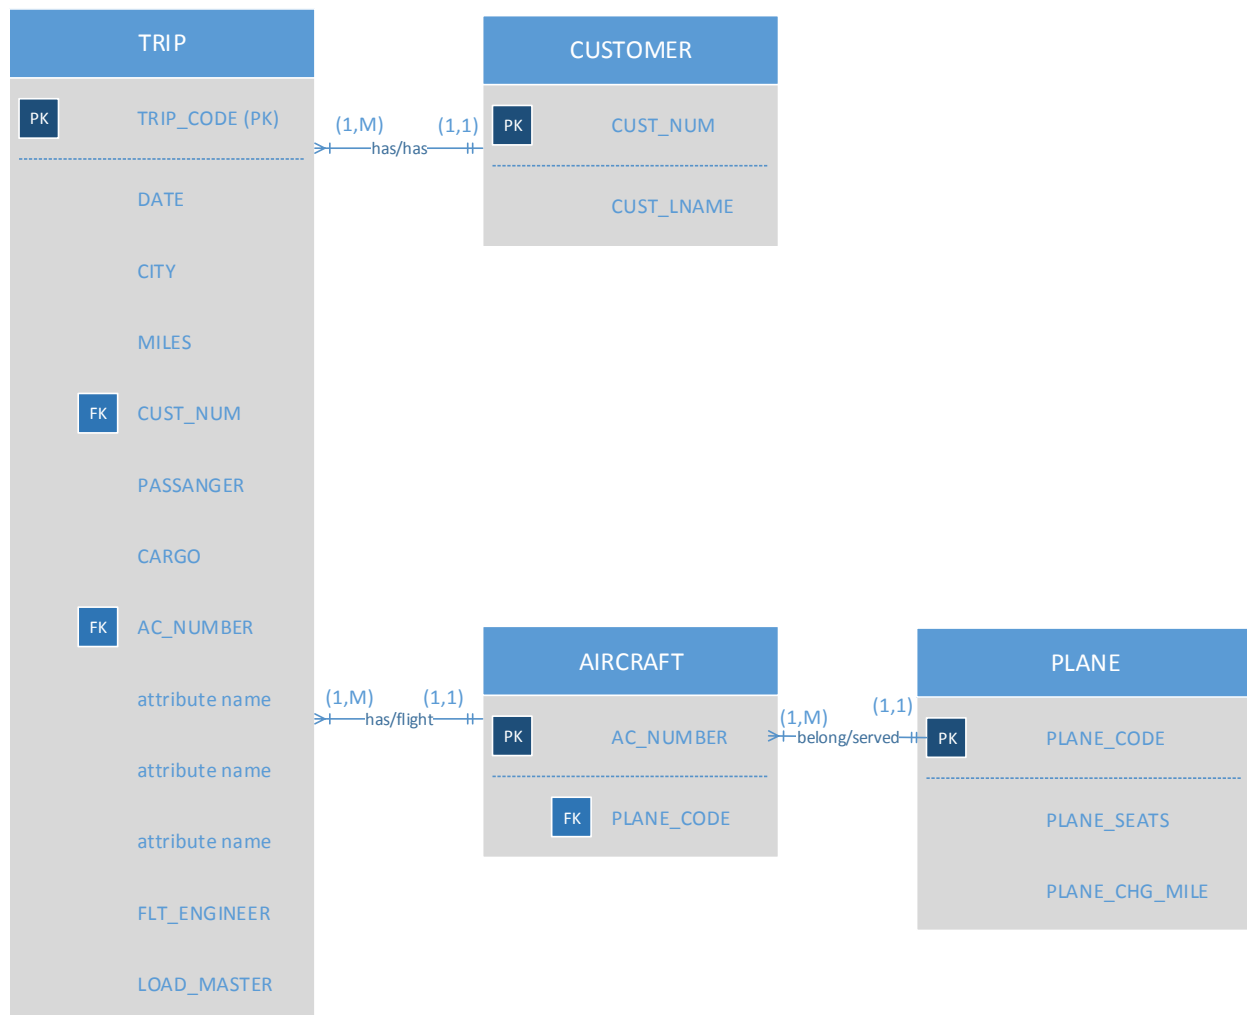 TRIP
PK TRIP_CODE (PK)
DATE
CITY
MILES
FK CUST_NUM
PASSANGER
CARGO
FK AC_NUMBER
attribute name
attribute name
attribute name
FLT_ENGINEER
LOAD_MASTER
(1,M) (1,1)
has/has
CUSTOMER
PK CUST_NUM
CUST_LNAME
(1,M) (1,1)
has/flight
AIRCRAFT
PK AC_NUMBER
FK PLANE_CODE
(1,M) (1,1)
belong/served
PLANE
PK PLANE_CODE
PLANE_SEATS
PLANE_CHG_MILE